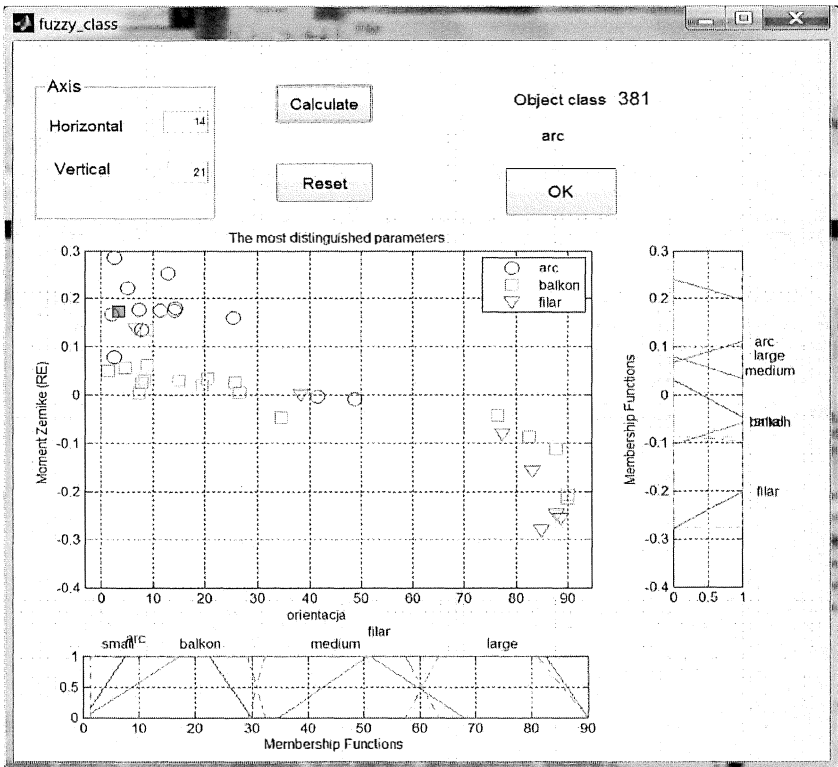 fuzzy_class
Axis
Horizontal 14
Vertical 21
Calculate
Reset
Object class 381
arc
OK
The most distinguished parameters
arc
balkon
filar
Moment Zernike (RE)
0.3
0.2
0.1
0
-0.1
-0.2
-0.3
-0.4
0 10 20 30 40 50 60 70 80 90
orientacja
Membership Functions
0.3
0.2
0.1
0
-0.1
-0.2
-0.3
-0.4
0 0.5 1
arc
large
medium
small
balkon
filar
small arc balkon medium filar large
1
0.5
0
0 10 20 30 40 50 60 70 80 90
Membership Functions